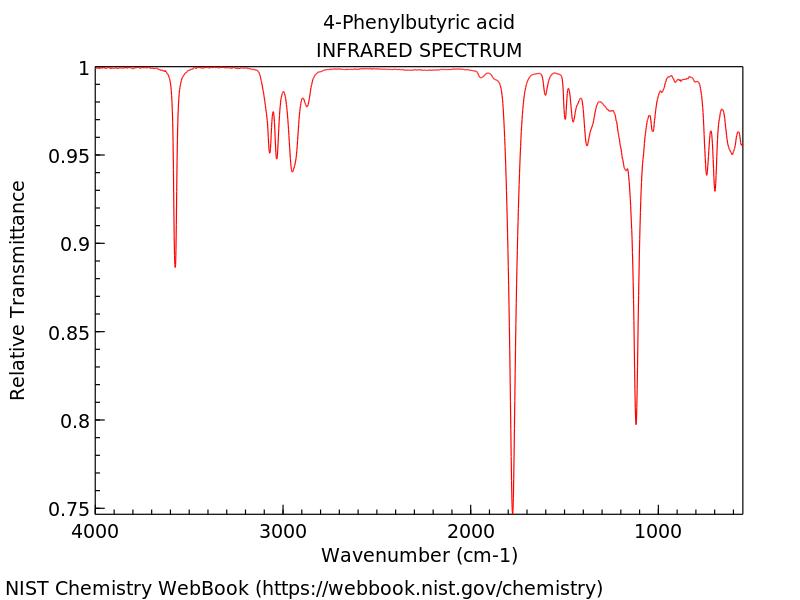 4-Phenylbutyric acid
INFRARED SPECTRUM
1
0.95
0.9
0.85
0.8
0.75
Relative Transmittance
4000 3000 2000 1000
Wavenumber (cm-1)
NIST Chemistry WebBook (https://webbook.nist.gov/chemistry)